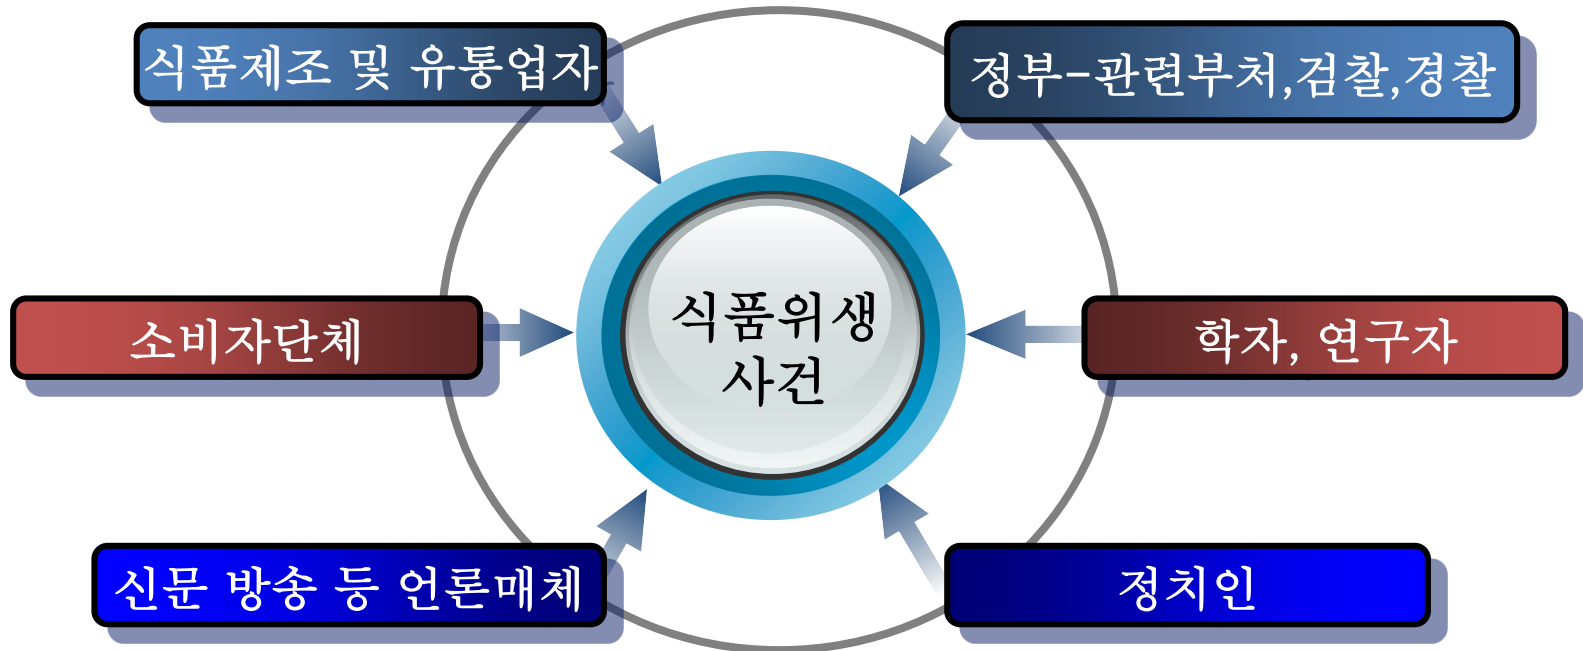 식품제조 및 유통업자
정부-관련부처,검찰,경찰
소비자단체
식품위생
사건
학자, 연구자
신문 방송 등 언론매체
정치인